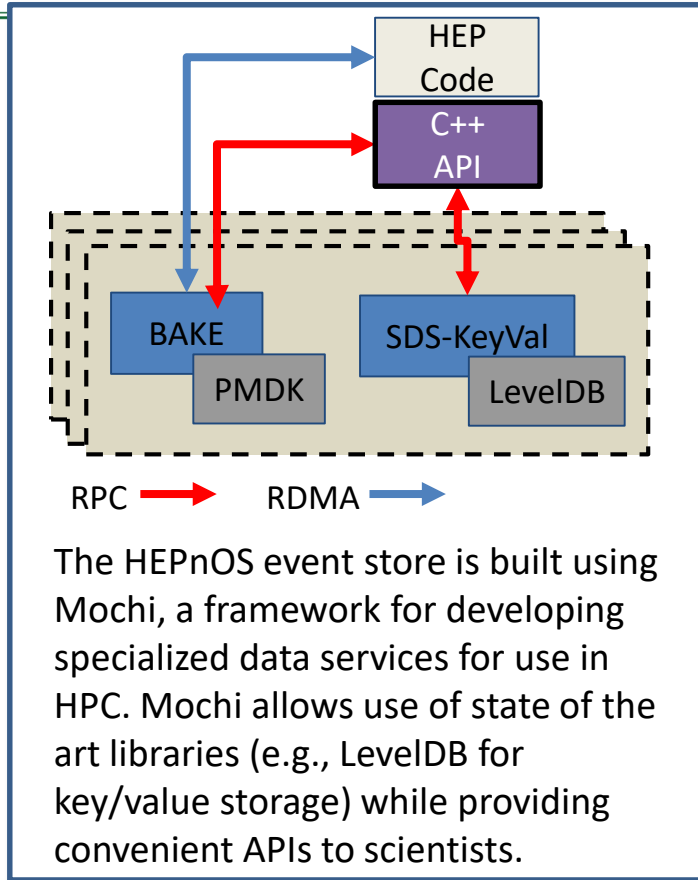 HEP
Code
C++
API
BAKE
PMDK
SDS-KeyVal
LevelDB
RPC
RDMA
The HEPnOS event store is built using
Mochi, a framework for developing
specialized data services for use in
HPC. Mochi allows use of state of the
art libraries (e.g., LevelDB for
key/value storage) while providing
convenient APIs to scientists.